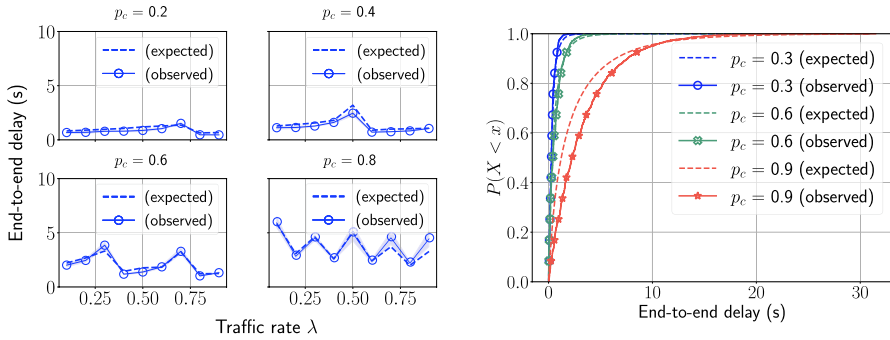 p_c = 0.2
p_c = 0.4
10
5
0
(expected)
(observed)
(expected)
(observed)
End-to-end delay (s)
p_c = 0.6
p_c = 0.8
10
5
0
(expected)
(observed)
(expected)
(observed)
0.25 0.50 0.75
0.25 0.50 0.75
Traffic rate λ
P(X < x)
1.0
0.8
0.6
0.4
0.2
0.0
p_c = 0.3 (expected)
p_c = 0.3 (observed)
p_c = 0.6 (expected)
p_c = 0.6 (observed)
p_c = 0.9 (expected)
p_c = 0.9 (observed)
0 10 20 30
End-to-end delay (s)